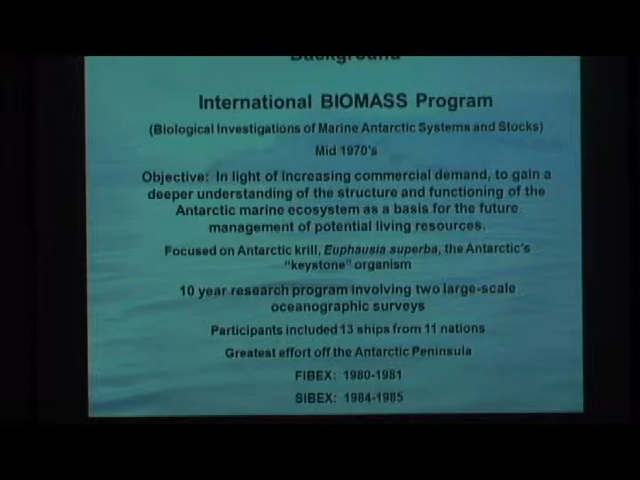 Background
International BIOMASS Program
(Biological Investigations of Marine Antarctic Systems and Stocks)
Mid 1970's
Objective: In light of increasing commercial demand, to gain a
deeper understanding of the structure and functioning of the
Antarctic marine ecosystem as a basis for the future
management of potential living resources.
Focused on Antarctic krill, Euphausia superba, the Antarctic's
"keystone" organism
10 year research program involving two large-scale
oceanographic surveys
Participants included 13 ships from 11 nations
Greatest effort off the Antarctic Peninsula
FIBEX: 1980-1981
SIBEX: 1984-1985